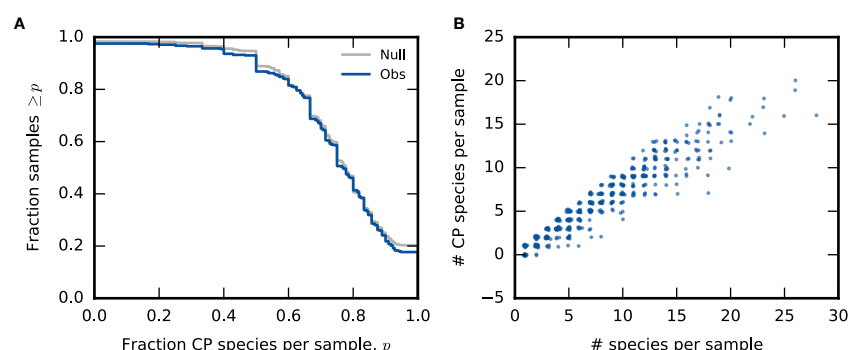 A
B
1.0
0.8
0.6
0.4
0.2
0.0
Fraction samples ≥p
Null
Obs
0.0 0.2 0.4 0.6 0.8 1.0
Fraction CP species per sample, p
25
20
15
10
5
0
−5
# CP species per sample
0 5 10 15 20 25 30
# species per sample